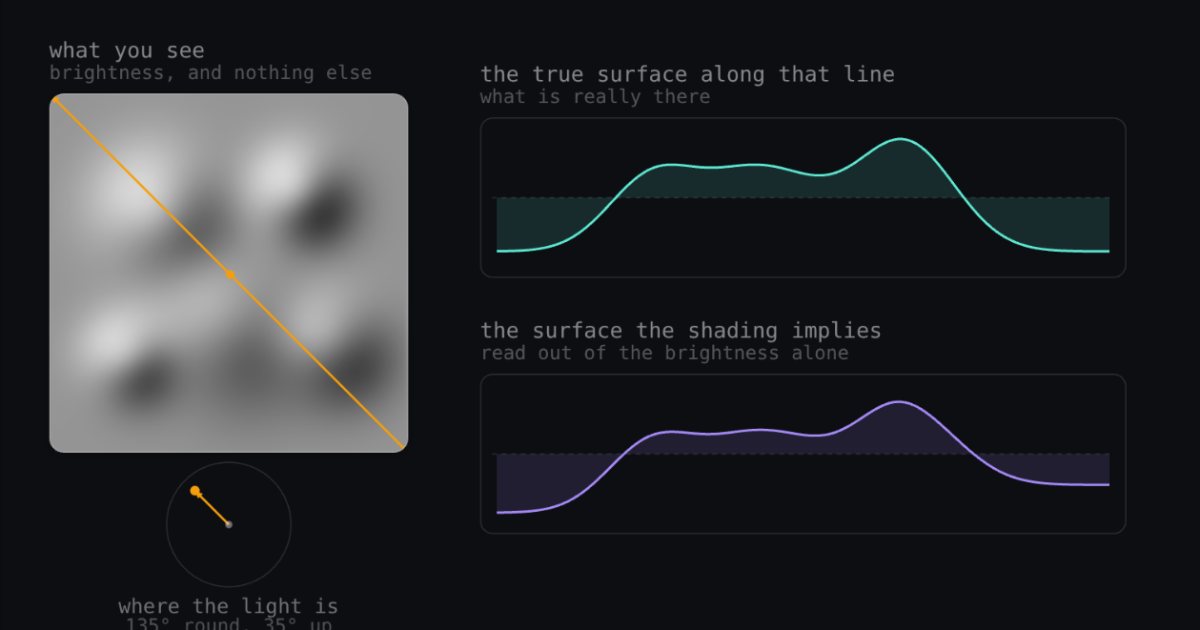 what you see
brightness, and nothing else
the true surface along that line
what is really there
the surface the shading implies
read out of the brightness alone
where the light is
135° round, 35° up